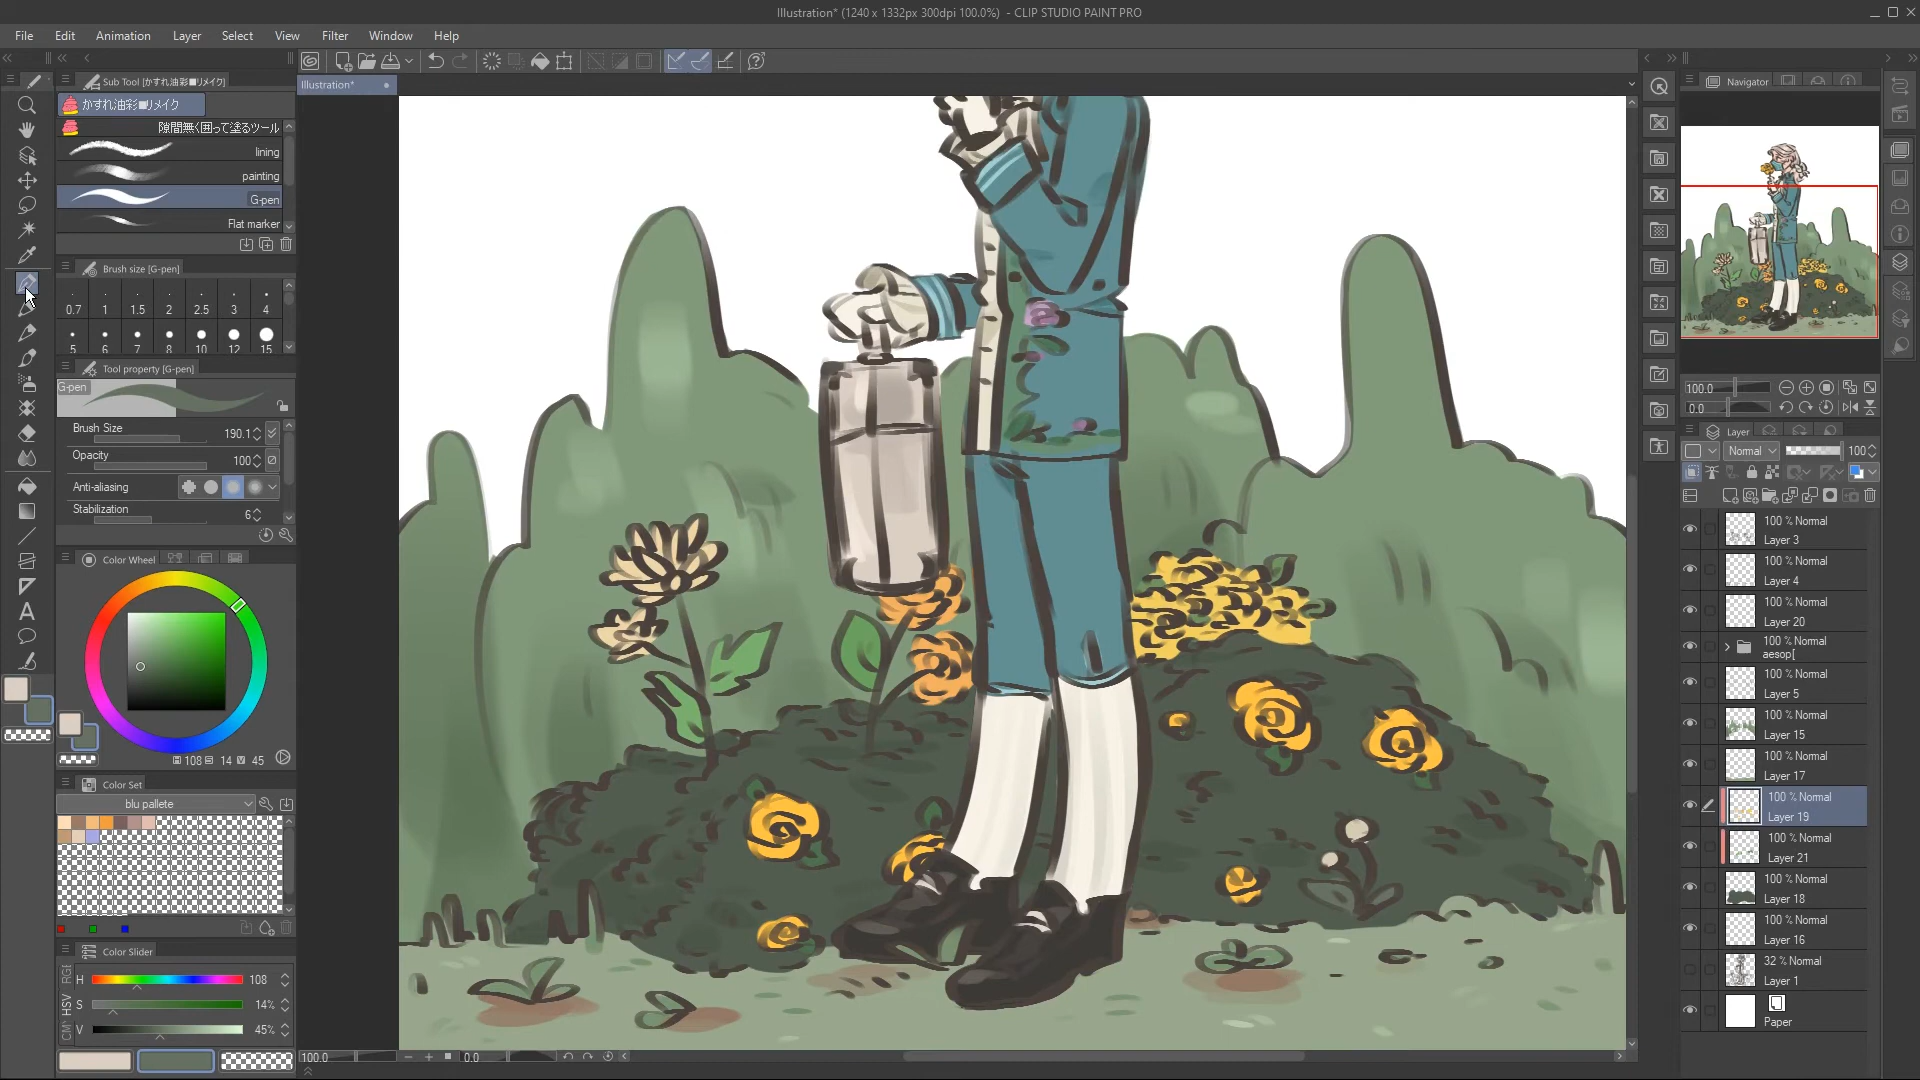 Illustration* (1240 x 1332px 300dpi 100.0%) - CLIP STUDIO PAINT PRO
File Edit Animation Layer Select View Filter Window Help
Sub Tool [かすれ油彩■リメイク]
かすれ油彩■リメイク
隙間無く囲って塗るツール
lining
painting
G-pen
Flat marker
Brush size [G-pen]
0.7 1 1.5 2 2.5 3 4
5 6 7 8 10 12 15
Tool property [G-pen]
G-pen
Brush Size 190.1
Opacity 100
Anti-aliasing
Stabilization 6
Color Wheel
H 108 S 14 V 45
Color Set
blu pallete
Color Slider
RGB
HSV
CM
H 108
S 14%
V 45%
Illustration*
100.0 0.0
Navigator
100.0
0.0
Layer
Normal 100
100 % Normal
Layer 3
100 % Normal
Layer 4
100 % Normal
Layer 20
100 % Normal
aesop[
100 % Normal
Layer 5
100 % Normal
Layer 15
100 % Normal
Layer 17
100 % Normal
Layer 19
100 % Normal
Layer 21
100 % Normal
Layer 18
100 % Normal
Layer 16
32 % Normal
Layer 1
Paper